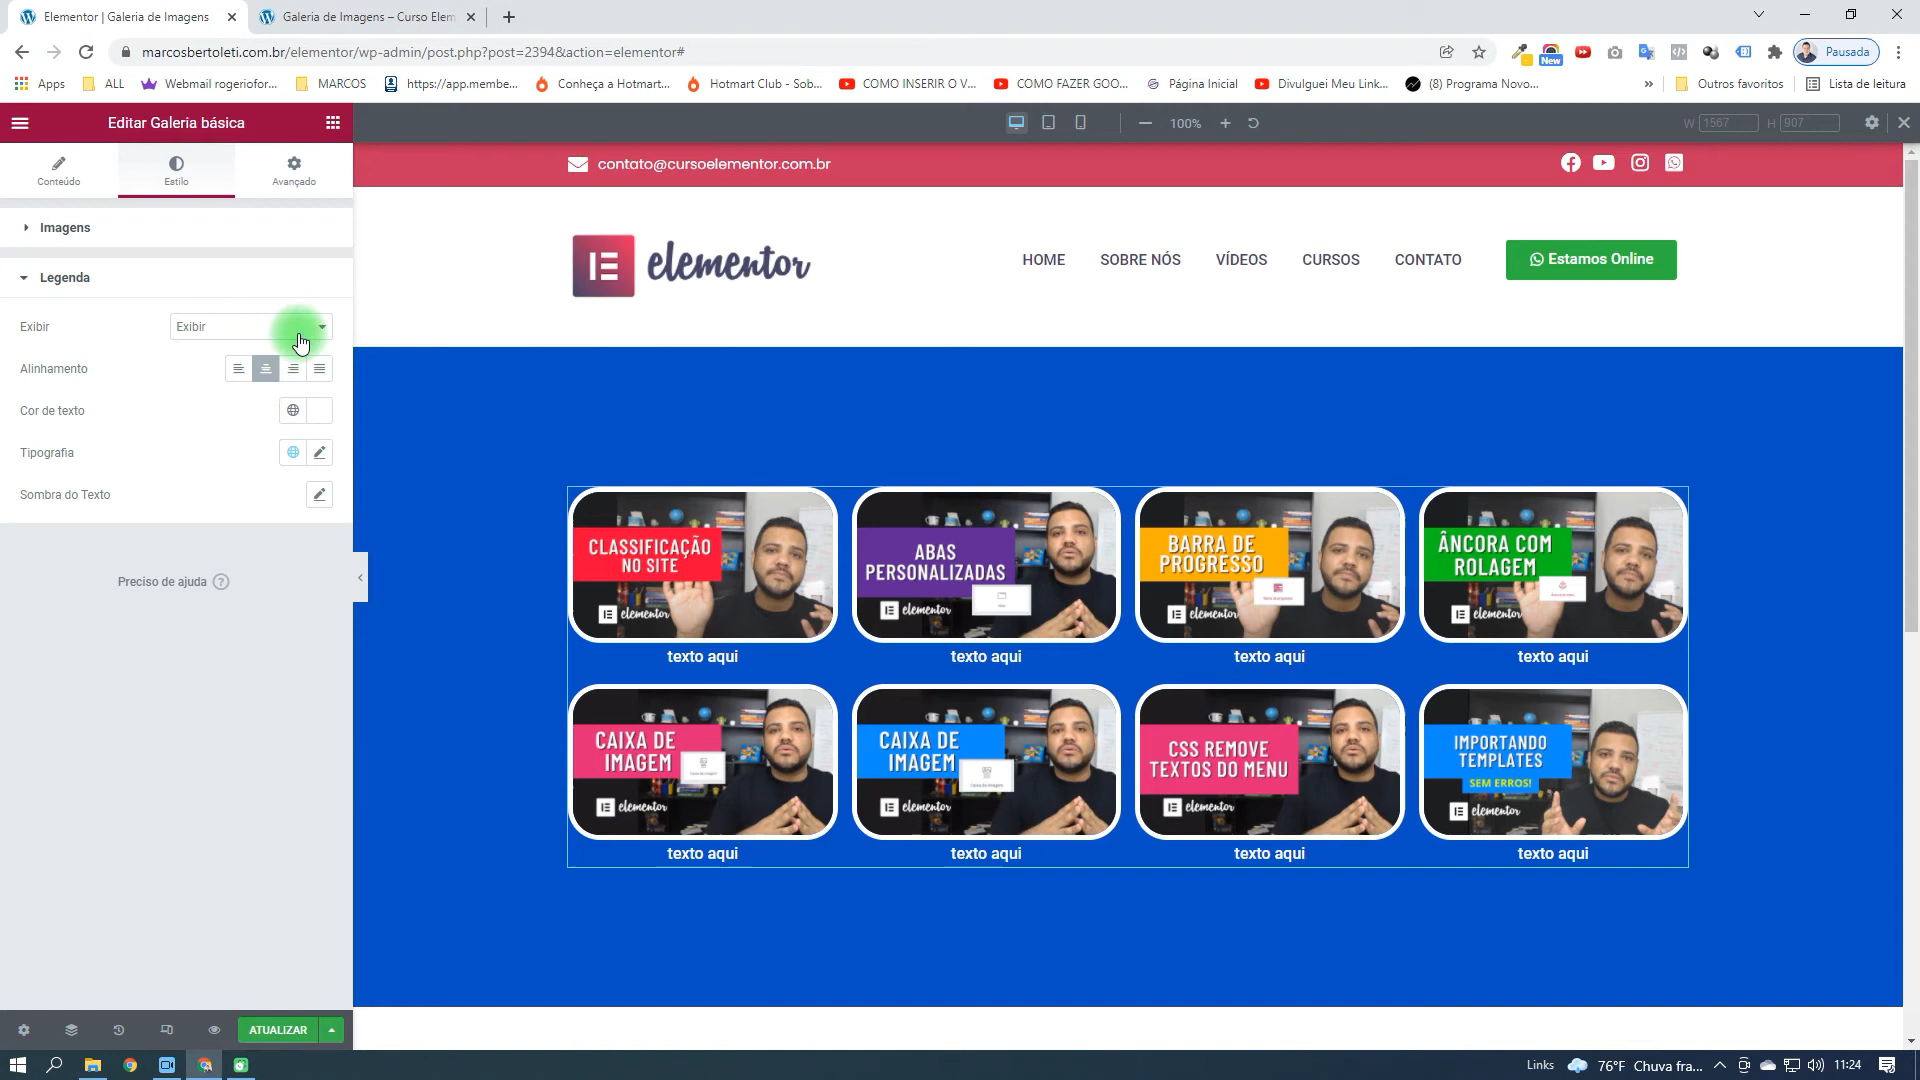 Elementor | Galeria de Imagens
Galeria de Imagens – Curso Elem
marcosbertoleti.com.br/elementor/wp-admin/post.php?post=2394&action=elementor#
New
Pausada
Apps
ALL
Webmail rogeriofor...
MARCOS
https://app.membe...
Conheça a Hotmart...
Hotmart Club - Sob...
COMO INSERIR O V...
COMO FAZER GOO...
Página Inicial
Divulguei Meu Link...
(8) Programa Novo...
»
Outros favoritos
Lista de leitura
Editar Galeria básica
100%
W 1567
H 907
Conteúdo
Estilo
Avançado
contato@cursoelementor.com.br
Imagens
Legenda
elementor
HOME
SOBRE NÓS
VÍDEOS
CURSOS
CONTATO
Estamos Online
Exibir
Exibir
Alinhamento
Cor de texto
Tipografia
Sombra do Texto
Preciso de ajuda ?
CLASSIFICAÇÃO
NO SITE
elementor
ABAS
PERSONALIZADAS
elementor
BARRA DE
PROGRESSO
elementor
ÂNCORA COM
ROLAGEM
elementor
texto aqui
texto aqui
texto aqui
texto aqui
CAIXA DE
IMAGEM
Caixa de imagem
elementor
CAIXA DE
IMAGEM
Caixa de imagem
elementor
CSS REMOVE
TEXTOS DO MENU
elementor
IMPORTANDO
TEMPLATES
SEM ERROS!
elementor
texto aqui
texto aqui
texto aqui
texto aqui
ATUALIZAR
Links
76°F Chuva fra...
11:24